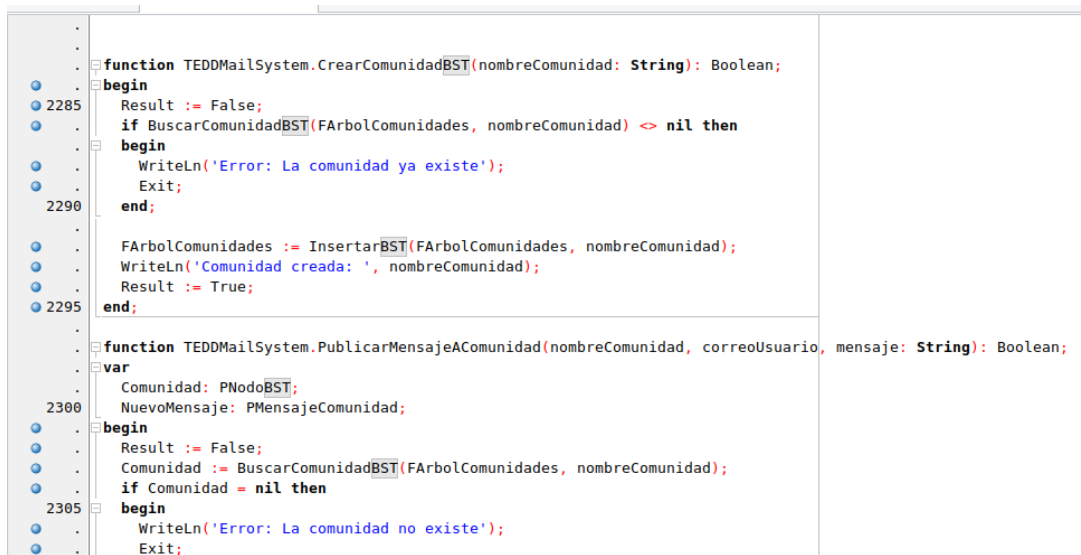 function TEDDMailSystem.CrearComunidadBST(nombreComunidad: String): Boolean;
begin
2285 Result := False;
if BuscarComunidadBST(FArbolComunidades, nombreComunidad) <> nil then
begin
WriteLn('Error: La comunidad ya existe');
Exit;
2290 end;
FArbolComunidades := InsertarBST(FArbolComunidades, nombreComunidad);
WriteLn('Comunidad creada: ', nombreComunidad);
Result := True;
2295 end;
function TEDDMailSystem.PublicarMensajeAComunidad(nombreComunidad, correoUsuario, mensaje: String): Boolean;
var
Comunidad: PNodoBST;
2300 NuevoMensaje: PMensajeComunidad;
begin
Result := False;
Comunidad := BuscarComunidadBST(FArbolComunidades, nombreComunidad);
if Comunidad = nil then
2305 begin
WriteLn('Error: La comunidad no existe');
Exit;